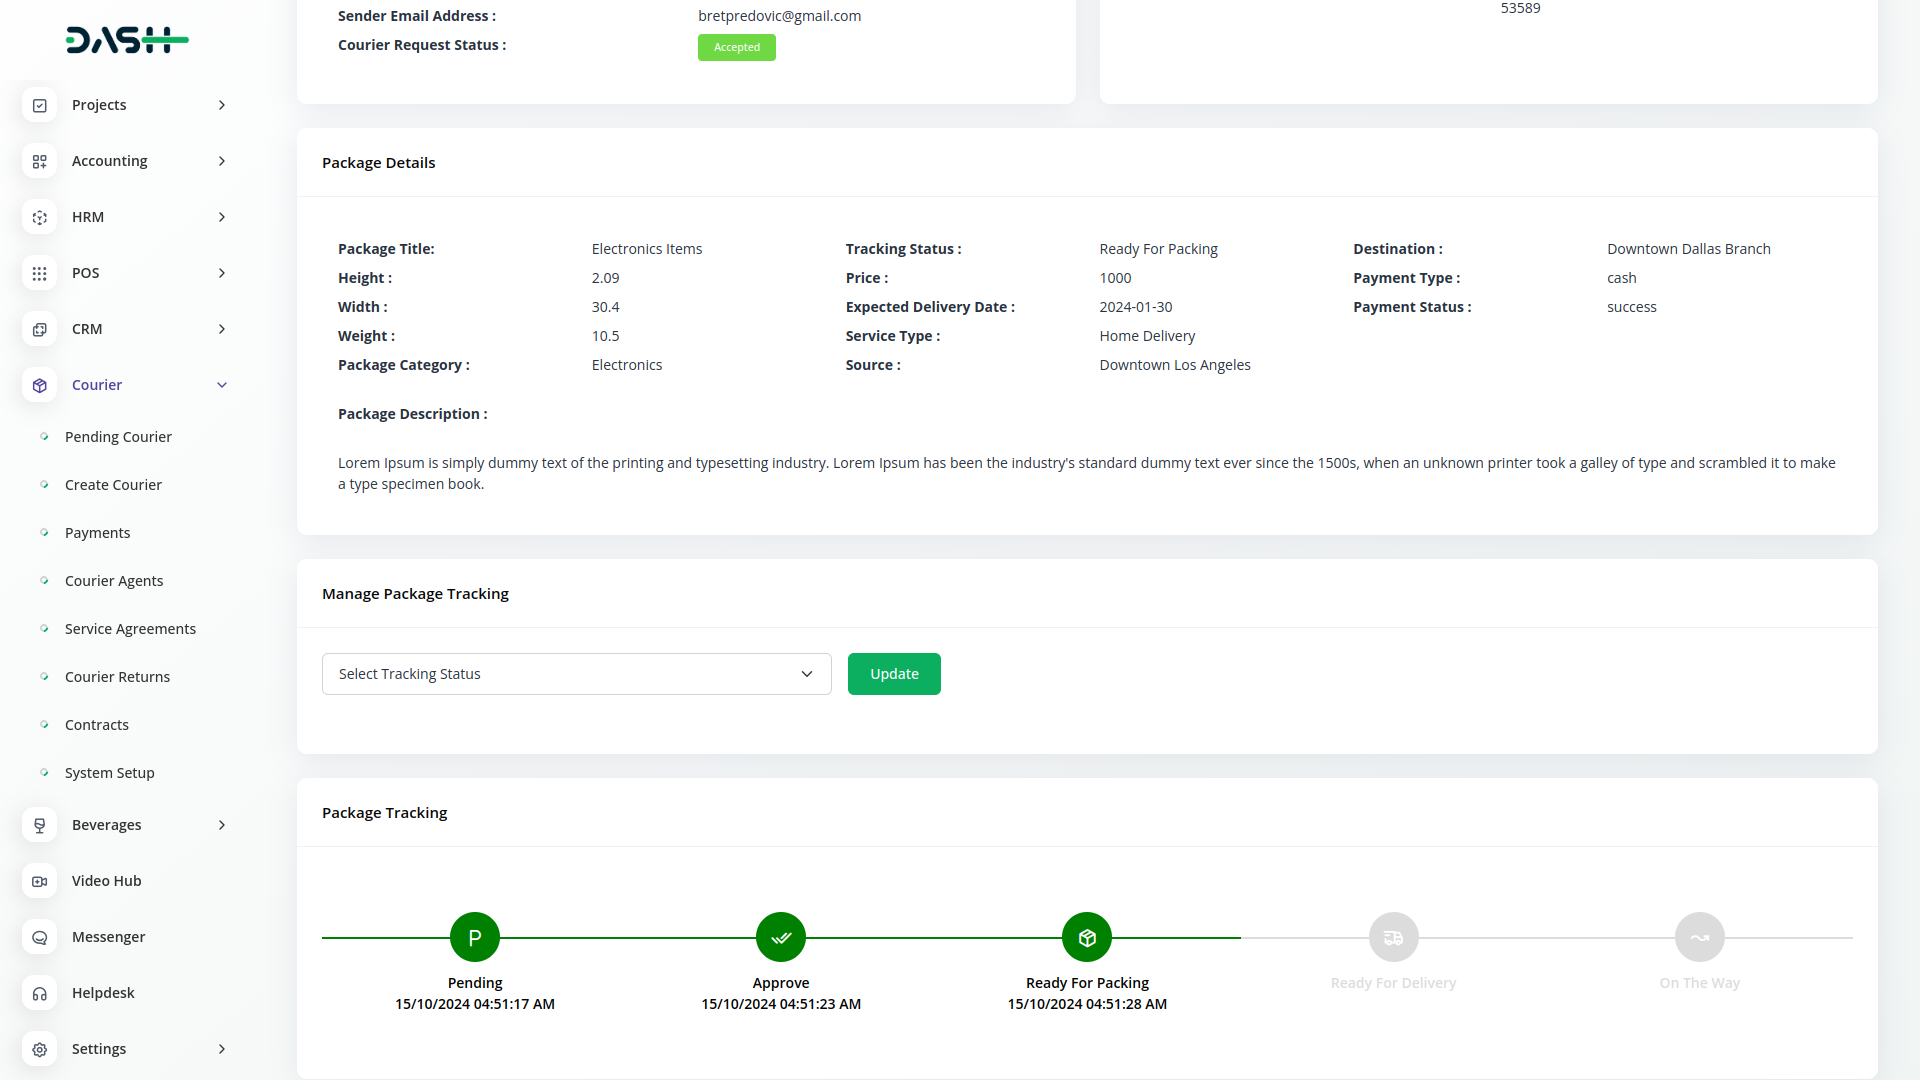 DASH
Projects
Accounting
HRM
POS
CRM
Courier
Pending Courier
Create Courier
Payments
Courier Agents
Service Agreements
Courier Returns
Contracts
System Setup
Beverages
Video Hub
Messenger
Helpdesk
Settings
Sender Email Address : bretpredovic@gmail.com
Courier Request Status : Accepted
53589
Package Details
Package Title: Electronics Items
Height : 2.09
Width : 30.4
Weight : 10.5
Package Category : Electronics
Tracking Status : Ready For Packing
Price : 1000
Expected Delivery Date : 2024-01-30
Service Type : Home Delivery
Source : Downtown Los Angeles
Destination : Downtown Dallas Branch
Payment Type : cash
Payment Status : success
Package Description :
Lorem Ipsum is simply dummy text of the printing and typesetting industry. Lorem Ipsum has been the industry's standard dummy text ever since the 1500s, when an unknown printer took a galley of type and scrambled it to make
a type specimen book.
Manage Package Tracking
Select Tracking Status
Update
Package Tracking
P
Pending
15/10/2024 04:51:17 AM
Approve
15/10/2024 04:51:23 AM
Ready For Packing
15/10/2024 04:51:28 AM
Ready For Delivery
On The Way